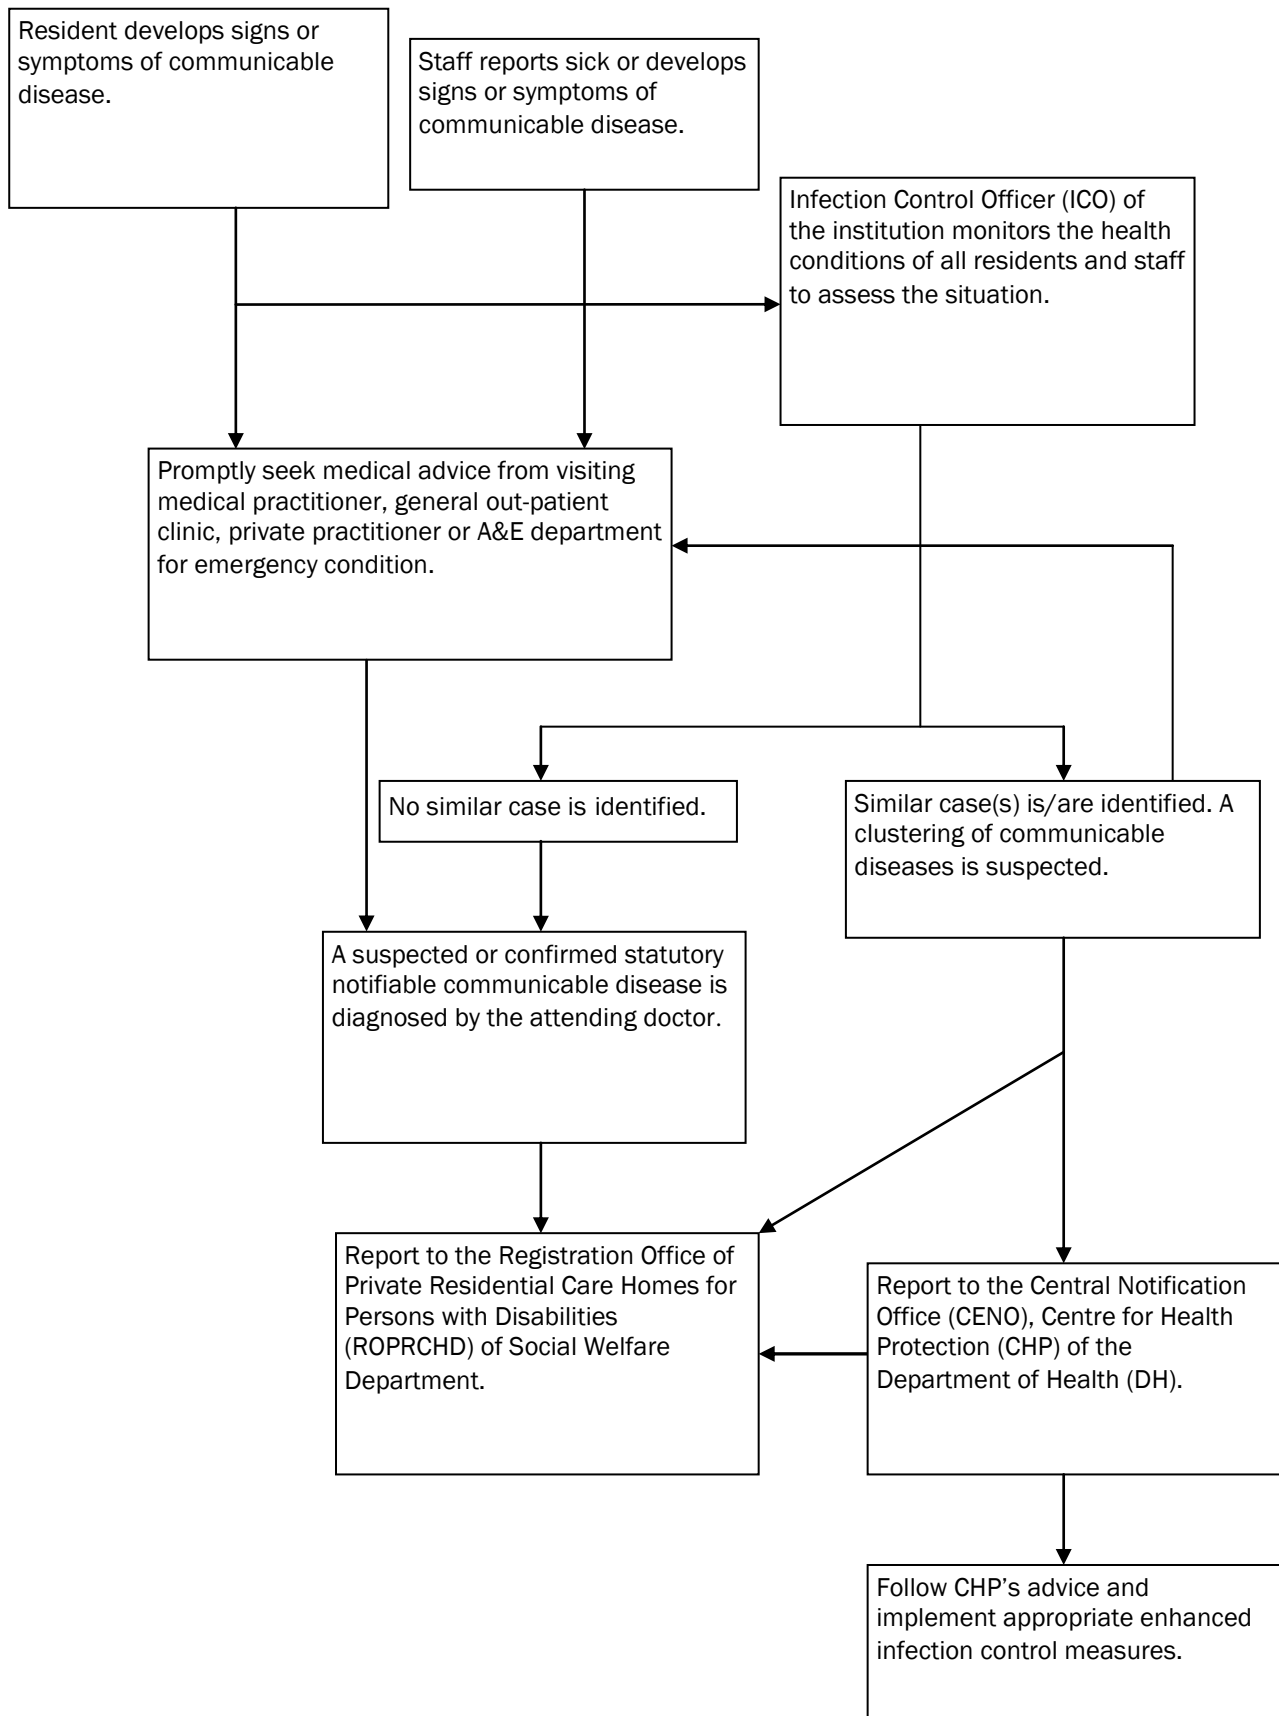 Resident develops signs or
symptoms of communicable
disease.
Staff reports sick or develops
signs or symptoms of
communicable disease.
Infection Control Officer (ICO) of
the institution monitors the health
conditions of all residents and staff
to assess the situation.
Promptly seek medical advice from visiting
medical practitioner, general out-patient
clinic, private practitioner or A&E department
for emergency condition.
No similar case is identified.
Similar case(s) is/are identified. A
clustering of communicable
diseases is suspected.
A suspected or confirmed statutory
notifiable communicable disease is
diagnosed by the attending doctor.
Report to the Registration Office of
Private Residential Care Homes for
Persons with Disabilities
(ROPRCHD) of Social Welfare
Department.
Report to the Central Notification
Office (CENO), Centre for Health
Protection (CHP) of the
Department of Health (DH).
Follow CHP’s advice and
implement appropriate enhanced
infection control measures.